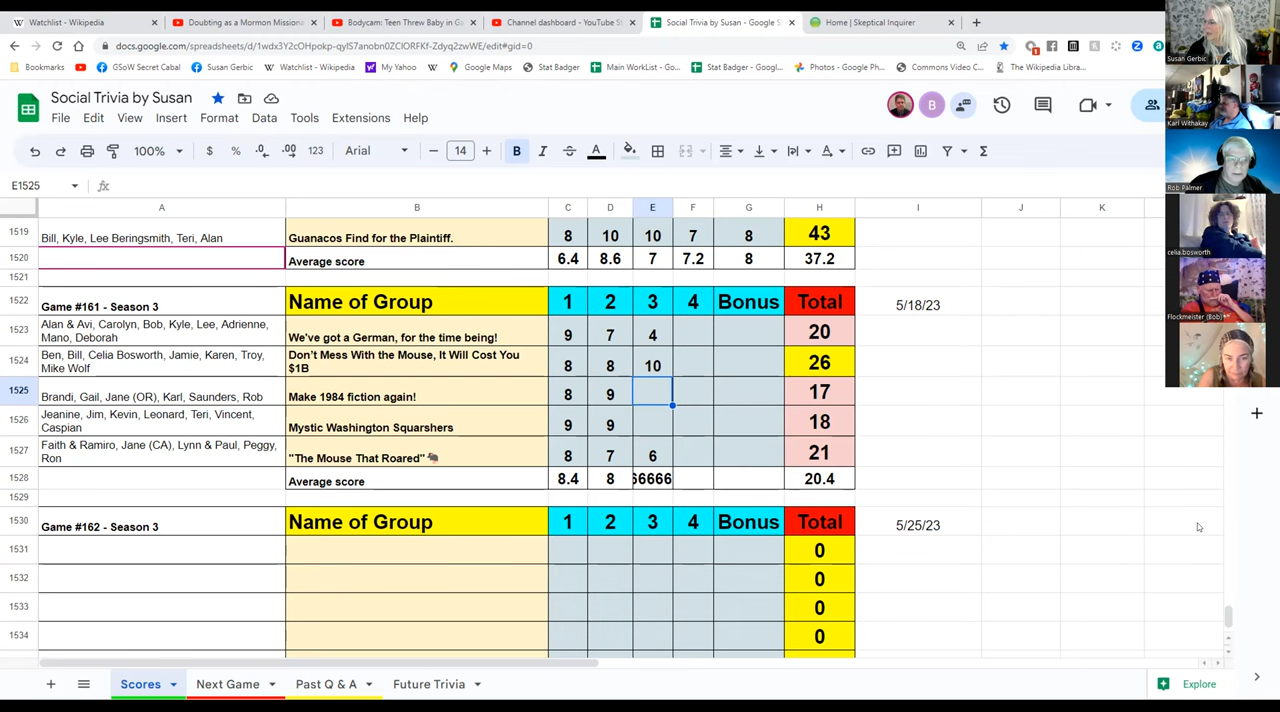 Watchlist - Wikipedia
Doubting as a Mormon Missiona
Bodycam: Teen Threw Baby in Ga
Channel dashboard - YouTube St
Social Trivia by Susan - Google S
Home | Skeptical Inquirer
docs.google.com/spreadsheets/d/1wdx3Y2cOHpokp-qyIS7anobn0ZClORFKf-Zdyq2zwWE/edit#gid=0
Bookmarks
GSoW Secret Cabal
Susan Gerbic
Watchlist - Wikipedia
My Yahoo
Google Maps
Stat Badger
Main WorkList - Go...
Stat Badger - Googl...
Photos - Google Ph...
Commons Video C...
The Wikipedia Libra...
Social Trivia by Susan
File Edit View Insert Format Data Tools Extensions Help
100% $ % .0 .00 123 Arial 14 B I A
E1525 fx
A B C D E F G H I J K
1519 Bill, Kyle, Lee Beringsmith, Teri, Alan Guanacos Find for the Plaintiff. 8 10 10 7 8 43
1520 Average score 6.4 8.6 7 7.2 8 37.2
1521
1522 Game #161 - Season 3 Name of Group 1 2 3 4 Bonus Total 5/18/23
1523 Alan & Avi, Carolyn, Bob, Kyle, Lee, Adrienne,
Mano, Deborah We've got a German, for the time being! 9 7 4 20
1524 Ben, Bill, Celia Bosworth, Jamie, Karen, Troy,
Mike Wolf Don't Mess With the Mouse, It Will Cost You
$1B 8 8 10 26
1525 Brandi, Gail, Jane (OR), Karl, Saunders, Rob Make 1984 fiction again! 8 9 17
1526 Jeanine, Jim, Kevin, Leonard, Teri, Vincent,
Caspian Mystic Washington Squarshers 9 9 18
1527 Faith & Ramiro, Jane (CA), Lynn & Paul, Peggy,
Ron "The Mouse That Roared"🐀 8 7 6 21
1528 Average score 8.4 8 66666 20.4
1529
1530 Game #162 - Season 3 Name of Group 1 2 3 4 Bonus Total 5/25/23
1531 0
1532 0
1533 0
1534 0
Scores Next Game Past Q & A Future Trivia
Explore
Susan Gerbic
Karl Withakay
Rob Palmer
celia.bosworth
Flockmeister (Bob)